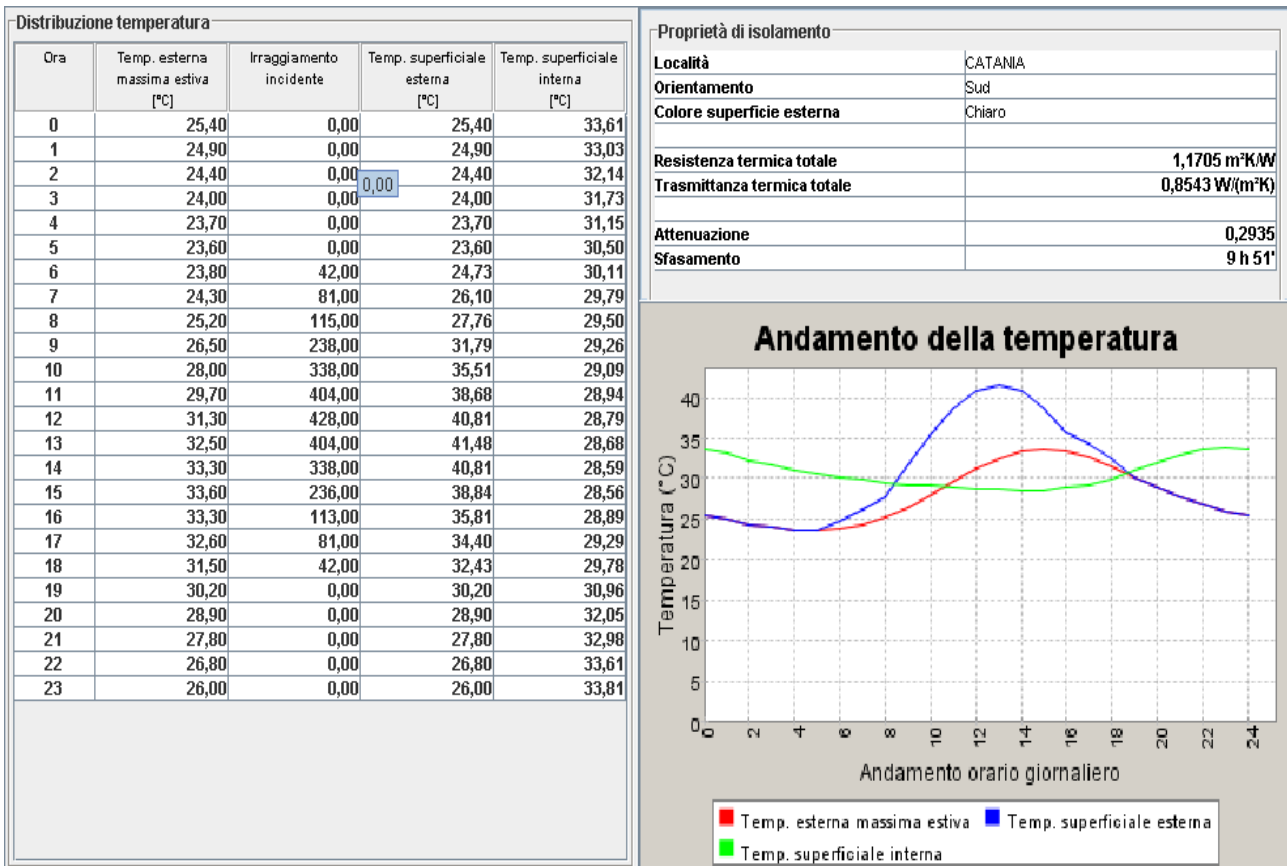 Distribuzione temperatura
Ora Temp. esterna massima estiva [°C] Irraggiamento incidente Temp. superficiale esterna [°C] Temp. superficiale interna [°C]
0 25,40 0,00 25,40 33,61
1 24,90 0,00 24,90 33,03
2 24,40 0,00 24,40 32,14
0,00
3 24,00 0,00 24,00 31,73
4 23,70 0,00 23,70 31,15
5 23,60 0,00 23,60 30,50
6 23,80 42,00 24,73 30,11
7 24,30 81,00 26,10 29,79
8 25,20 115,00 27,76 29,50
9 26,50 238,00 31,79 29,26
10 28,00 338,00 35,51 29,09
11 29,70 404,00 38,68 28,94
12 31,30 428,00 40,81 28,79
13 32,50 404,00 41,48 28,68
14 33,30 338,00 40,81 28,59
15 33,60 236,00 38,84 28,56
16 33,30 113,00 35,81 28,89
17 32,60 81,00 34,40 29,29
18 31,50 42,00 32,43 29,78
19 30,20 0,00 30,20 30,96
20 28,90 0,00 28,90 32,05
21 27,80 0,00 27,80 32,98
22 26,80 0,00 26,80 33,61
23 26,00 0,00 26,00 33,81
Proprietà di isolamento
Località CATANIA
Orientamento Sud
Colore superficie esterna Chiaro
Resistenza termica totale 1,1705 m²K/W
Trasmittanza termica totale 0,8543 W/(m²K)
Attenuazione 0,2935
Sfasamento 9 h 51'
Andamento della temperatura
Temperatura (°C)
40
35
30
25
20
15
10
5
0
0 2 4 6 8 10 12 14 16 18 20 22 24
Andamento orario giornaliero
Temp. esterna massima estiva Temp. superficiale esterna
Temp. superficiale interna